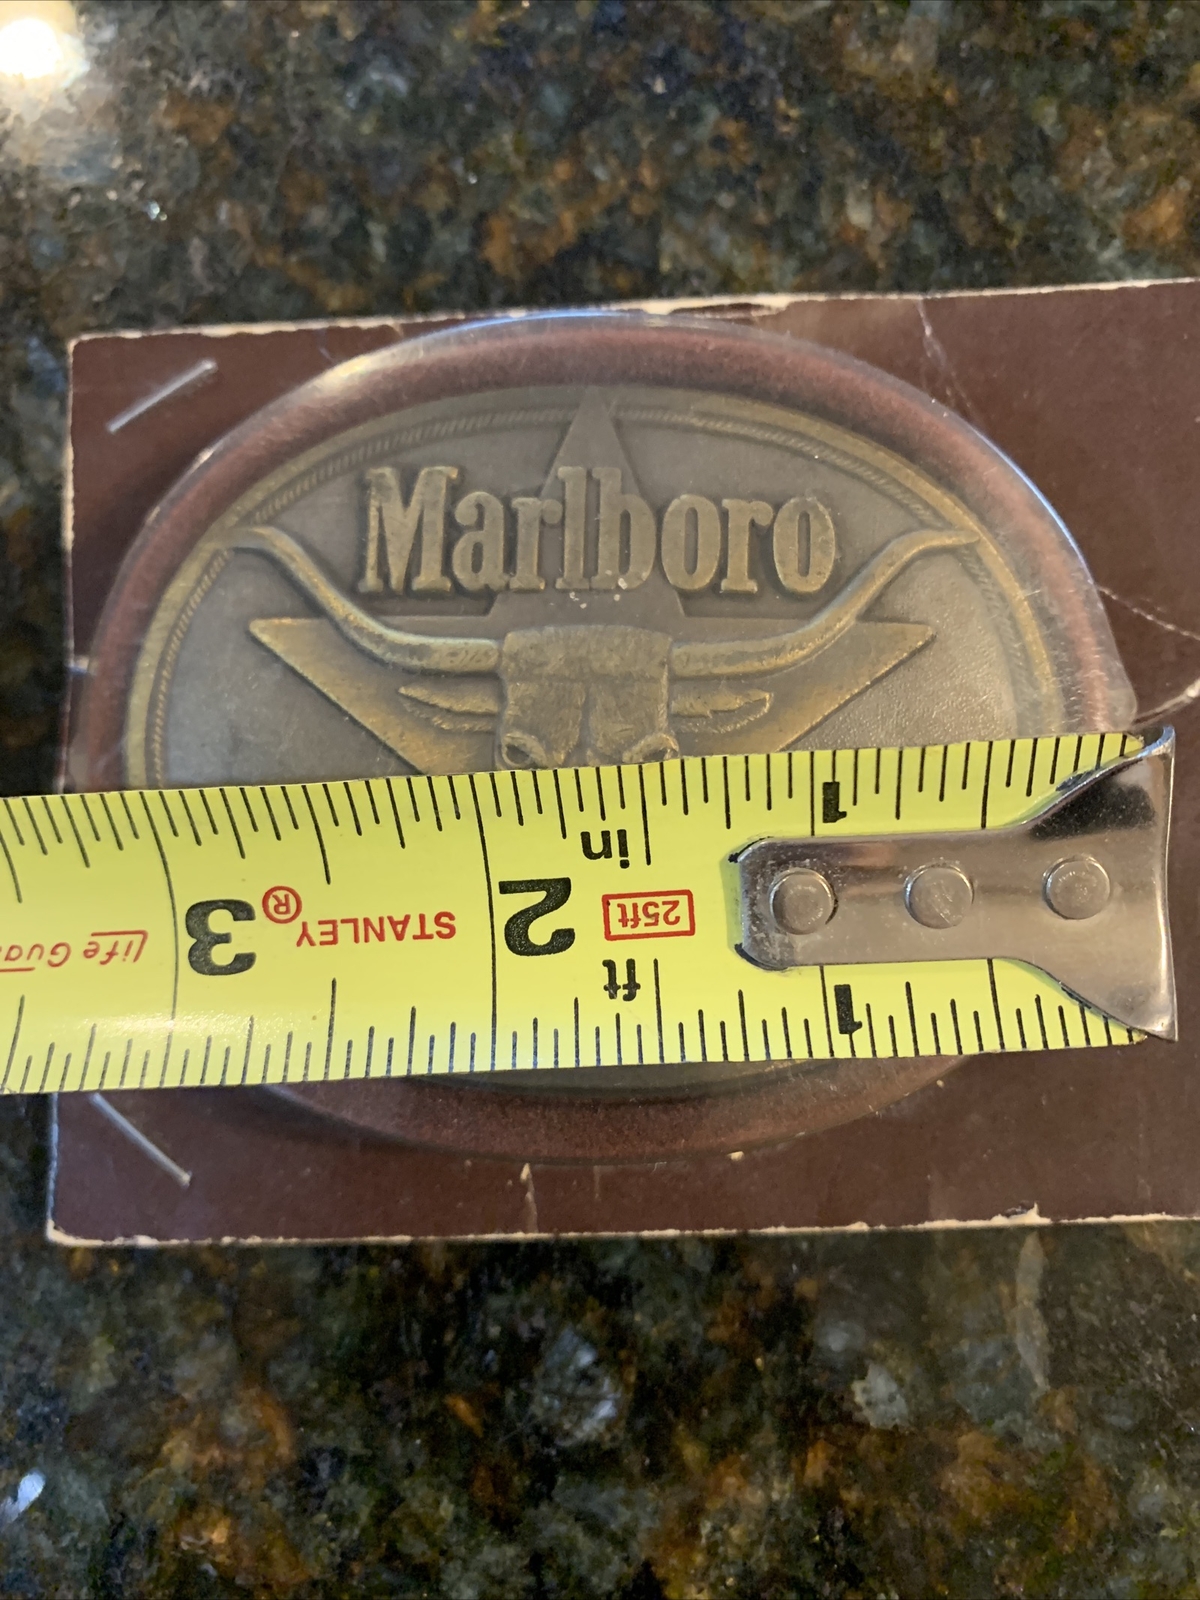 Marlboro
1
in
3 ® STANLEY 2 25ft
life Gua
ft
1